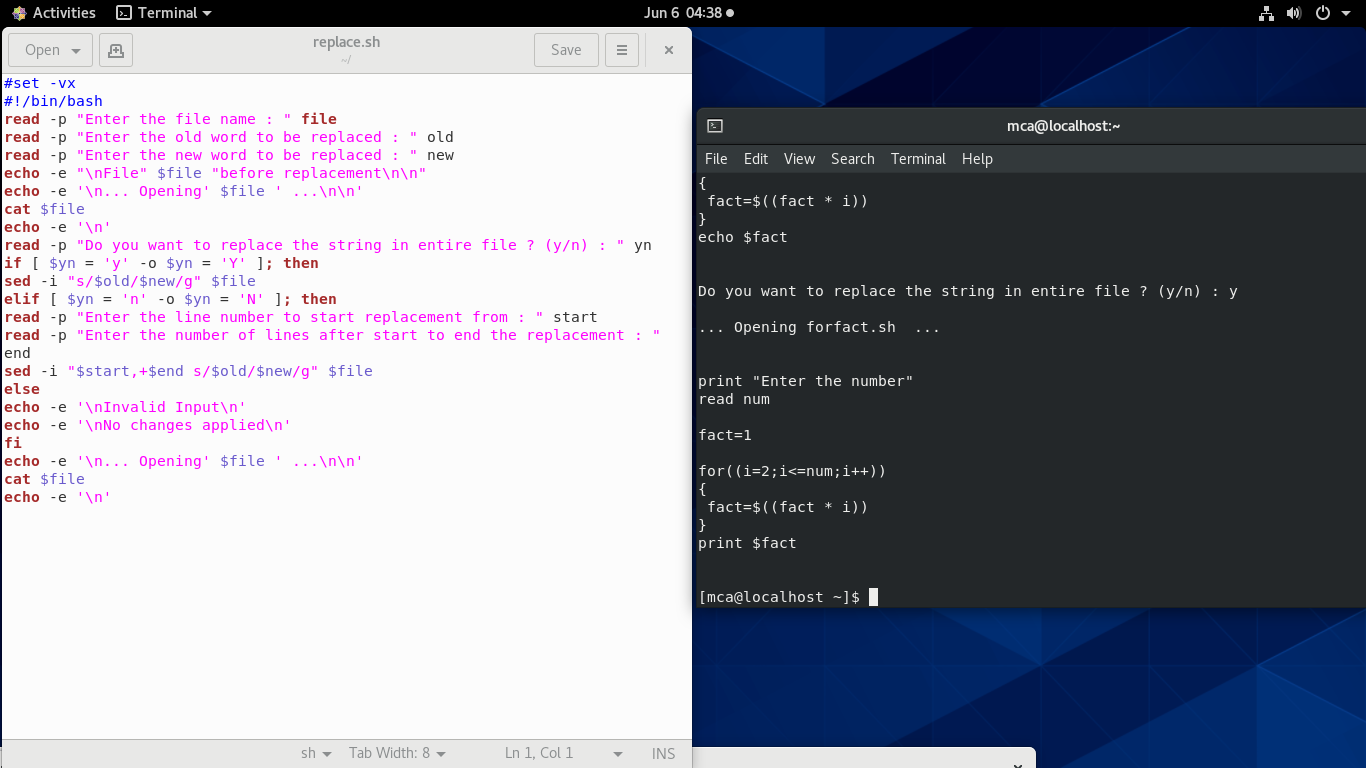 Activities Terminal Jun 6 04:38
Open replace.sh Save
~/
#set -vx
#!/bin/bash
read -p "Enter the file name : " file
read -p "Enter the old word to be replaced : " old
read -p "Enter the new word to be replaced : " new
echo -e "\nFile" $file "before replacement\n\n"
echo -e '\n... Opening' $file ' ...\n\n'
cat $file
echo -e '\n'
read -p "Do you want to replace the string in entire file ? (y/n) : " yn
if [ $yn = 'y' -o $yn = 'Y' ]; then
sed -i "s/$old/$new/g" $file
elif [ $yn = 'n' -o $yn = 'N' ]; then
read -p "Enter the line number to start replacement from : " start
read -p "Enter the number of lines after start to end the replacement : "
end
sed -i "$start,+$end s/$old/$new/g" $file
else
echo -e '\nInvalid Input\n'
echo -e '\nNo changes applied\n'
fi
echo -e '\n... Opening' $file ' ...\n\n'
cat $file
echo -e '\n'
sh Tab Width: 8 Ln 1, Col 1 INS
mca@localhost:~
File Edit View Search Terminal Help
{
 fact=$((fact * i))
}
echo $fact
Do you want to replace the string in entire file ? (y/n) : y
... Opening forfact.sh  ...
print "Enter the number"
read num
fact=1
for((i=2;i<=num;i++))
{
 fact=$((fact * i))
}
print $fact
[mca@localhost ~]$